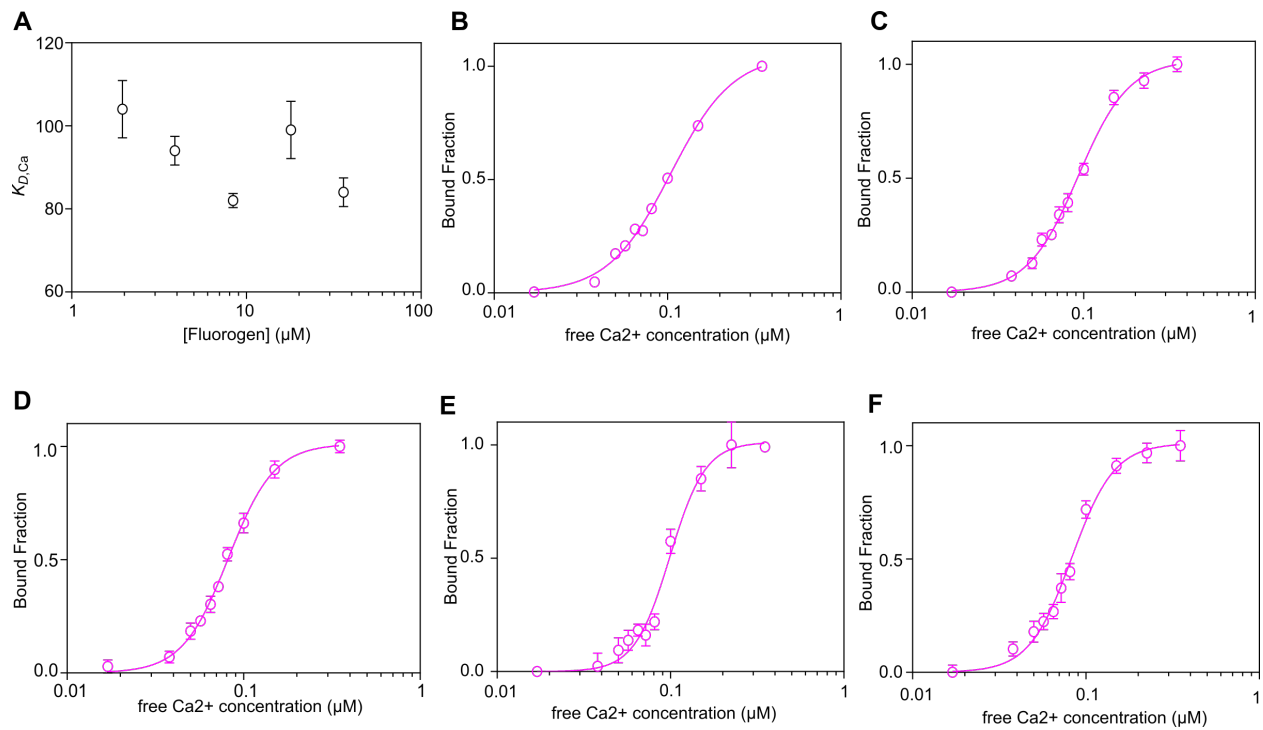 A
120
100
80
60
K_D,Ca
1
10
100
[Fluorogen] (µM)
B
1.0
0.5
0.0
Bound Fraction
0.01
0.1
1
free Ca2+ concentration (µM)
C
1.0
0.5
0.0
Bound Fraction
0.01
0.1
1
free Ca2+ concentration (µM)
D
1.0
0.5
0.0
Bound Fraction
0.01
0.1
1
free Ca2+ concentration (µM)
E
1.0
0.5
0.0
Bound Fraction
0.01
0.1
1
free Ca2+ concentration (µM)
F
1.0
0.5
0.0
Bound Fraction
0.01
0.1
1
free Ca2+ concentration (µM)